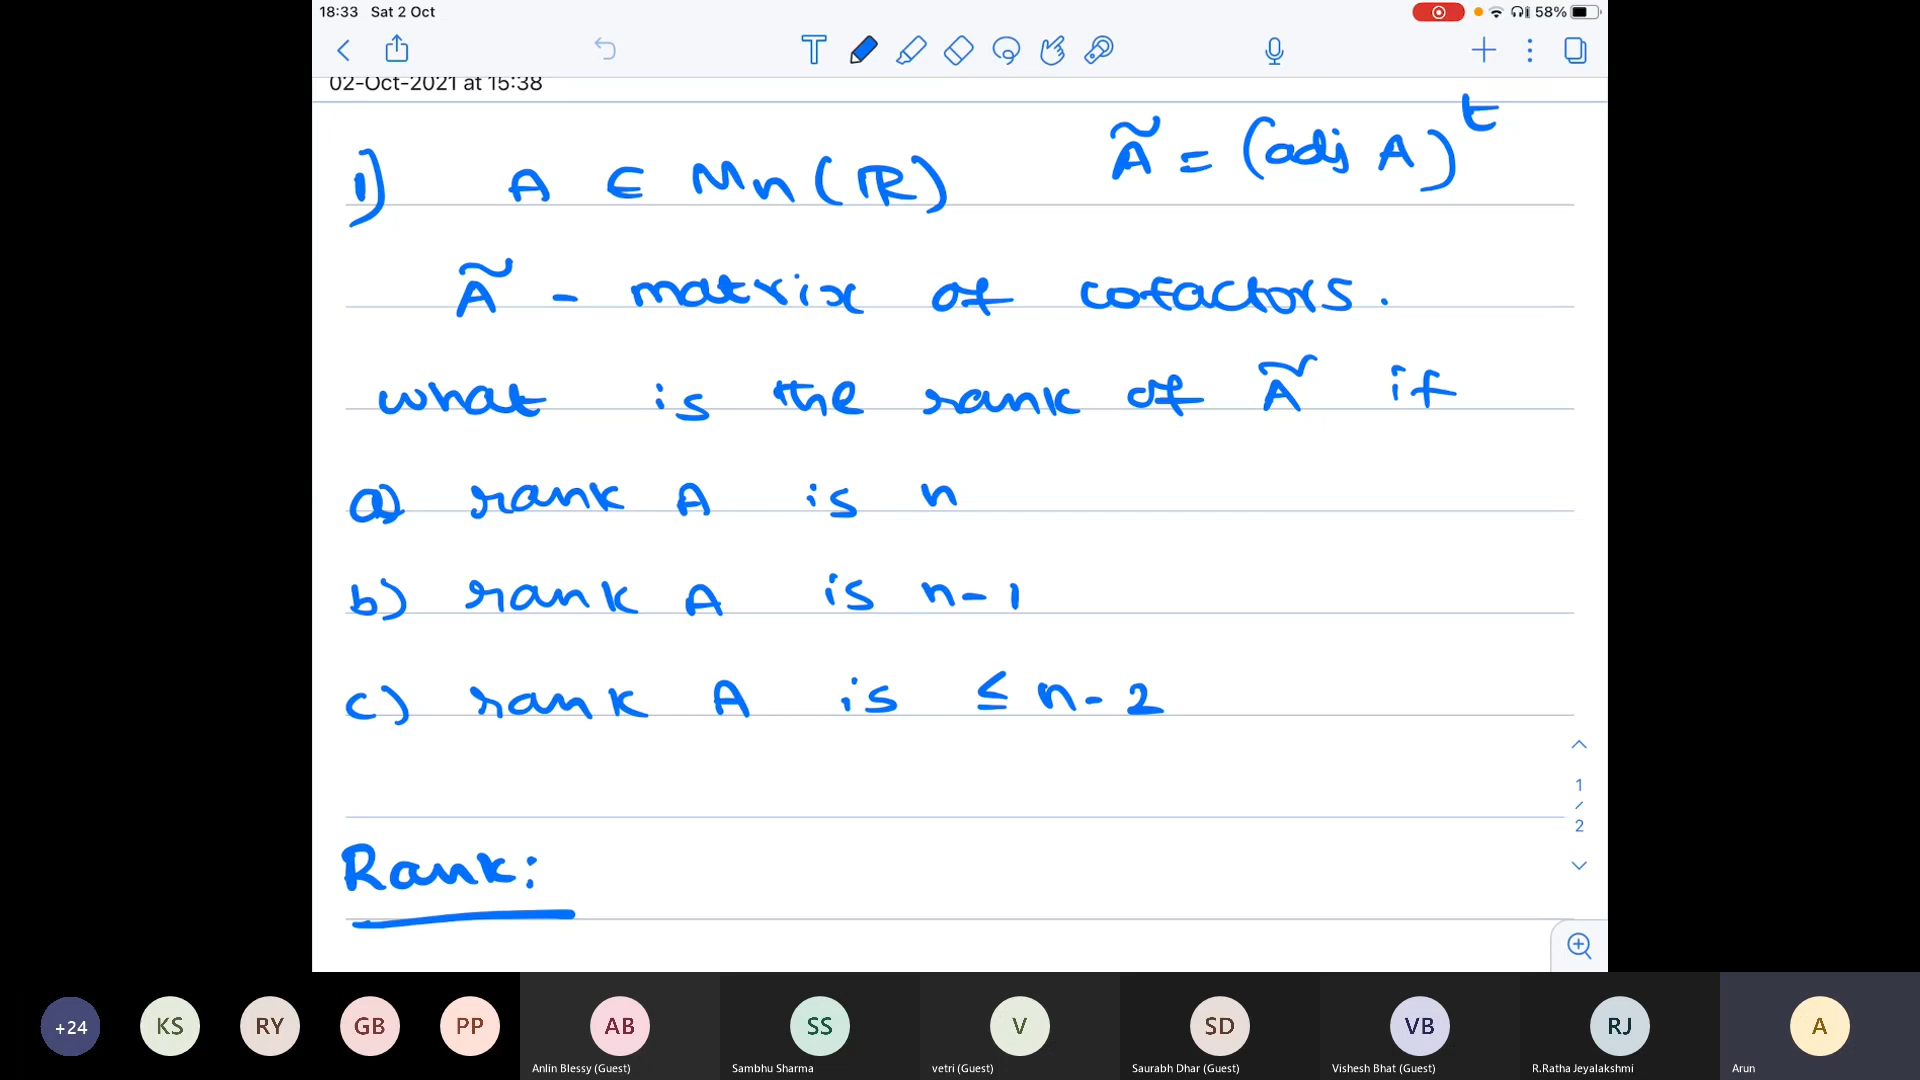 18:33 Sat 2 Oct
58%
02-Oct-2021 at 15:38
1) A ∈ Mn(ℝ) Ã = (adj A)^t
Ã - matrix of cofactors.
what is the rank of Ã if
a) rank A is n
b) rank A is n-1
c) rank A is ≤ n-2
1
/
2
Rank:
+24
KS
RY
GB
PP
AB
SS
V
SD
VB
RJ
A
Anlin Blessy (Guest)
Sambhu Sharma
vetri (Guest)
Saurabh Dhar (Guest)
Vishesh Bhat (Guest)
R.Ratha Jeyalakshmi
Arun